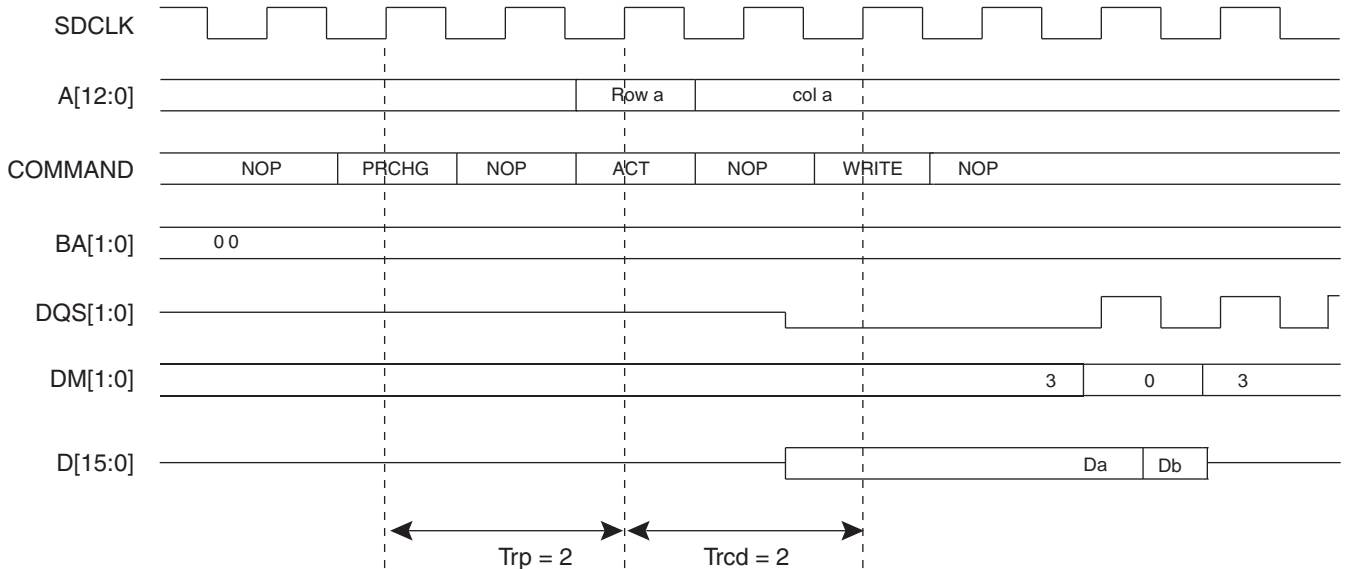 SDCLK
A[12:0] Row a col a
COMMAND NOP PRCHG NOP ACT NOP WRITE NOP
BA[1:0] 0 0
DQS[1:0]
DM[1:0] 3 0 3
D[15:0] Da Db
Trp = 2 Trcd = 2